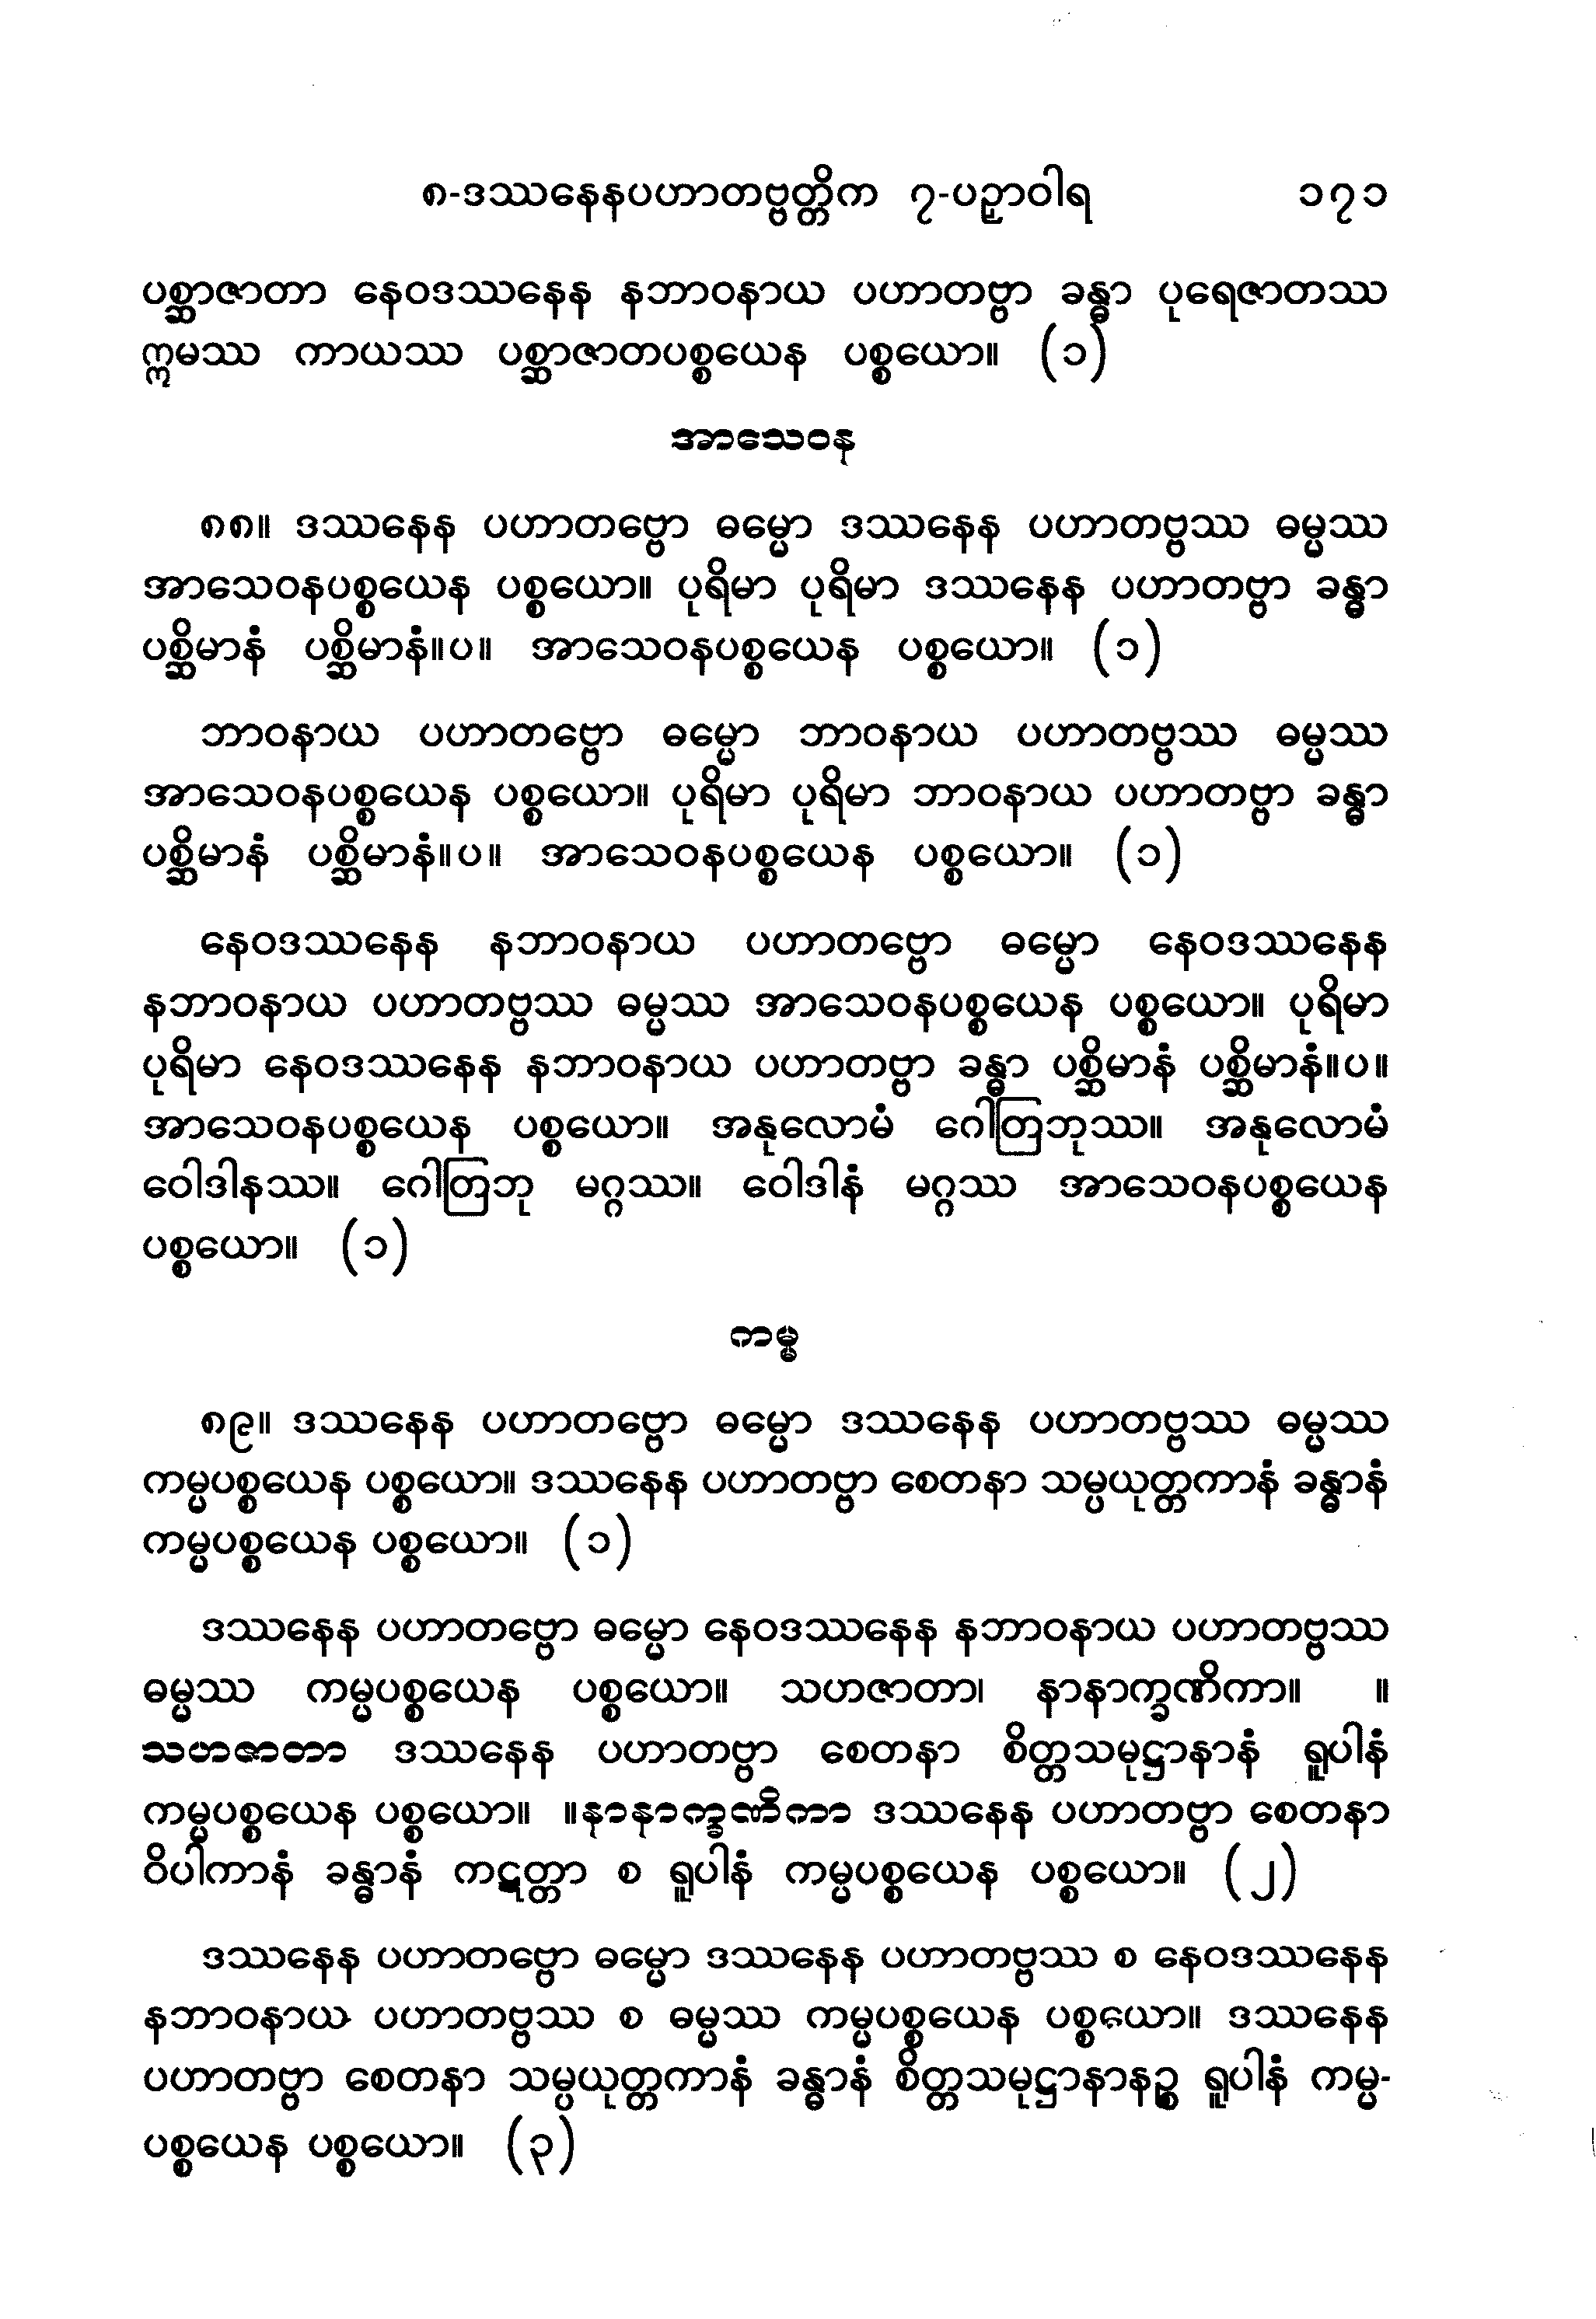 ၈-ဒဿနေနပဟာတဗ္ဗတ္တိက ၇-ပဉှာဝါရ ၁၇၁
ပစ္ဆာဇာတာ နေဝဒဿနေန နဘာဝနာယ ပဟာတဗ္ဗာ ခန္ဓာ ပုရေဇာတဿ
ဣမဿ ကာယဿ ပစ္ဆာဇာတပစ္စယေန ပစ္စယော။ (၁)
အာသေဝန
၈၈။ ဒဿနေန ပဟာတဗ္ဗော ဓမ္မော ဒဿနေန ပဟာတဗ္ဗဿ ဓမ္မဿ
အာသေဝနပစ္စယေန ပစ္စယော။ ပုရိမာ ပုရိမာ ဒဿနေန ပဟာတဗ္ဗာ ခန္ဓာ
ပစ္ဆိမာနံ ပစ္ဆိမာနံ။ပ။ အာသေဝနပစ္စယေန ပစ္စယော။ (၁)
ဘာဝနာယ ပဟာတဗ္ဗော ဓမ္မော ဘာဝနာယ ပဟာတဗ္ဗဿ ဓမ္မဿ
အာသေဝနပစ္စယေန ပစ္စယော။ ပုရိမာ ပုရိမာ ဘာဝနာယ ပဟာတဗ္ဗာ ခန္ဓာ
ပစ္ဆိမာနံ ပစ္ဆိမာနံ။ပ။ အာသေဝနပစ္စယေန ပစ္စယော။ (၁)
နေဝဒဿနေန နဘာဝနာယ ပဟာတဗ္ဗော ဓမ္မော နေဝဒဿနေန
နဘာဝနာယ ပဟာတဗ္ဗဿ ဓမ္မဿ အာသေဝနပစ္စယေန ပစ္စယော။ ပုရိမာ
ပုရိမာ နေဝဒဿနေန နဘာဝနာယ ပဟာတဗ္ဗာ ခန္ဓာ ပစ္ဆိမာနံ ပစ္ဆိမာနံ။ပ။
အာသေဝနပစ္စယေန ပစ္စယော။ အနုလောမံ ဂေါတြဘုဿ။ အနုလောမံ
ဝေါဒါနဿ။ ဂေါတြဘု မဂ္ဂဿ။ ဝေါဒါနံ မဂ္ဂဿ အာသေဝနပစ္စယေန
ပစ္စယော။ (၁)
ကမ္မ
၈၉။ ဒဿနေန ပဟာတဗ္ဗော ဓမ္မော ဒဿနေန ပဟာတဗ္ဗဿ ဓမ္မဿ
ကမ္မပစ္စယေန ပစ္စယော။ ဒဿနေန ပဟာတဗ္ဗာ စေတနာ သမ္ပယုတ္တကာနံ ခန္ဓာနံ
ကမ္မပစ္စယေန ပစ္စယော။ (၁)
ဒဿနေန ပဟာတဗ္ဗော ဓမ္မော နေဝဒဿနေန နဘာဝနာယ ပဟာတဗ္ဗဿ
ဓမ္မဿ ကမ္မပစ္စယေန ပစ္စယော။ သဟဇာတာ၊ နာနာက္ခဏိကာ။ ။
သဟဇာတာ ဒဿနေန ပဟာတဗ္ဗာ စေတနာ စိတ္တသမုဋ္ဌာနာနံ ရူပါနံ
ကမ္မပစ္စယေန ပစ္စယော။ ။နာနာက္ခဏိကာ ဒဿနေန ပဟာတဗ္ဗာ စေတနာ
ဝိပါကာနံ ခန္ဓာနံ ကဋတ္တာ စ ရူပါနံ ကမ္မပစ္စယေန ပစ္စယော။ (၂)
ဒဿနေန ပဟာတဗ္ဗော ဓမ္မော ဒဿနေန ပဟာတဗ္ဗဿ စ နေဝဒဿနေန
နဘာဝနာယ ပဟာတဗ္ဗဿ စ ဓမ္မဿ ကမ္မပစ္စယေန ပစ္စယော။ ဒဿနေန
ပဟာတဗ္ဗာ စေတနာ သမ္ပယုတ္တကာနံ ခန္ဓာနံ စိတ္တသမုဋ္ဌာနာနဉ္စ ရူပါနံ ကမ္မ-
ပစ္စယေန ပစ္စယော။ (၃)